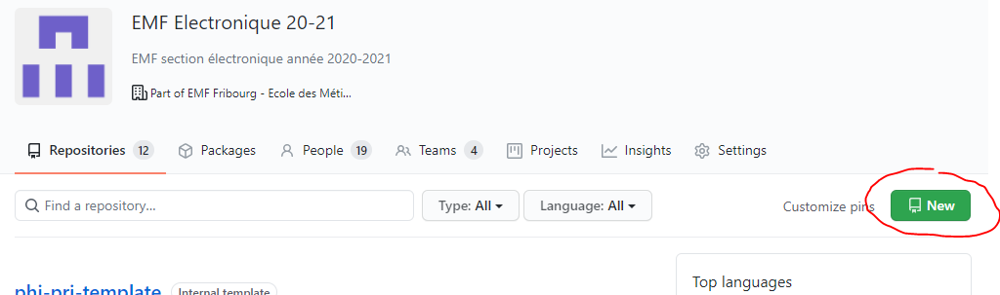 EMF Electronique 20-21
EMF section électronique année 2020-2021
Part of EMF Fribourg - Ecole des Méti...
Repositories 12 Packages People 19 Teams 4 Projects Insights Settings
Find a repository... Type: All Language: All Customize pins New
phi-pri-template Internal template
Top languages